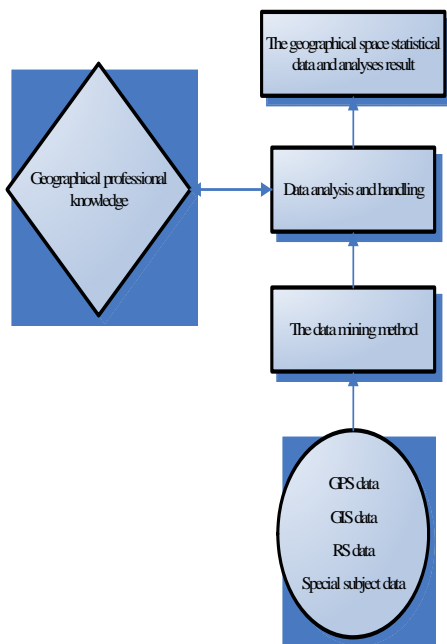 The geographical space statistical
data and analyses result
Geographical professional
knowledge
Data analysis and handling
The data mining method
GPS data
GIS data
RS data
Special subject data